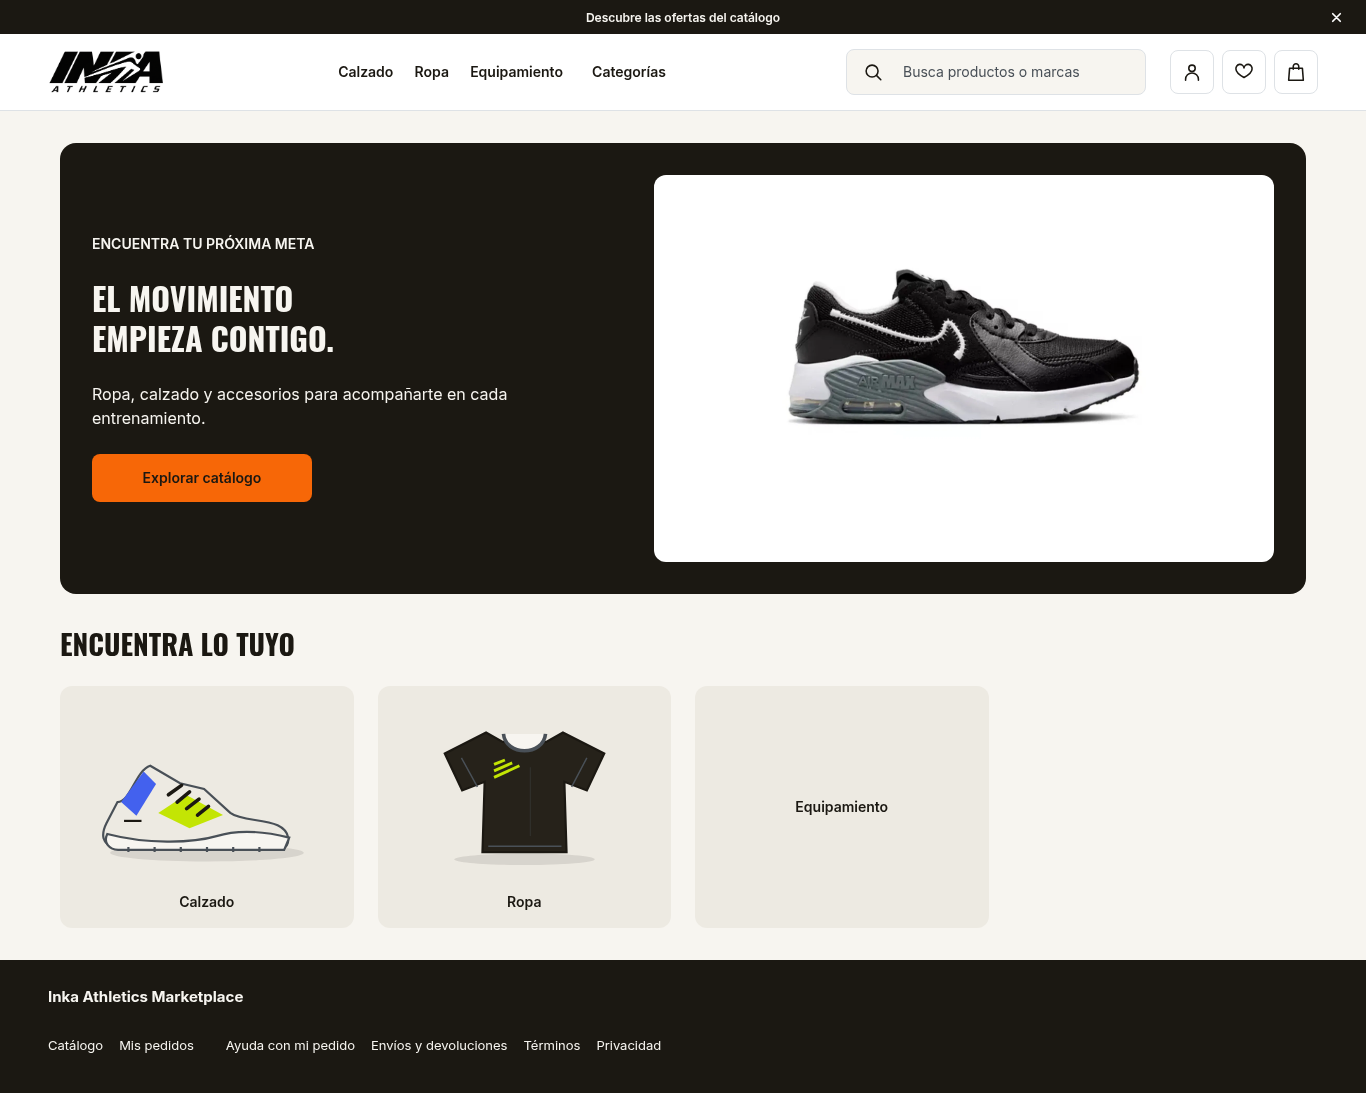 Descubre las ofertas del catálogo
INKA
ATHLETICS
Calzado Ropa Equipamiento Categorías
Busca productos o marcas
ENCUENTRA TU PRÓXIMA META
EL MOVIMIENTO
EMPIEZA CONTIGO.
Ropa, calzado y accesorios para acompañarte en cada
entrenamiento.
Explorar catálogo
AIR MAX
ENCUENTRA LO TUYO
Calzado
Ropa
Equipamiento
Inka Athletics Marketplace
Catálogo Mis pedidos Ayuda con mi pedido Envíos y devoluciones Términos Privacidad